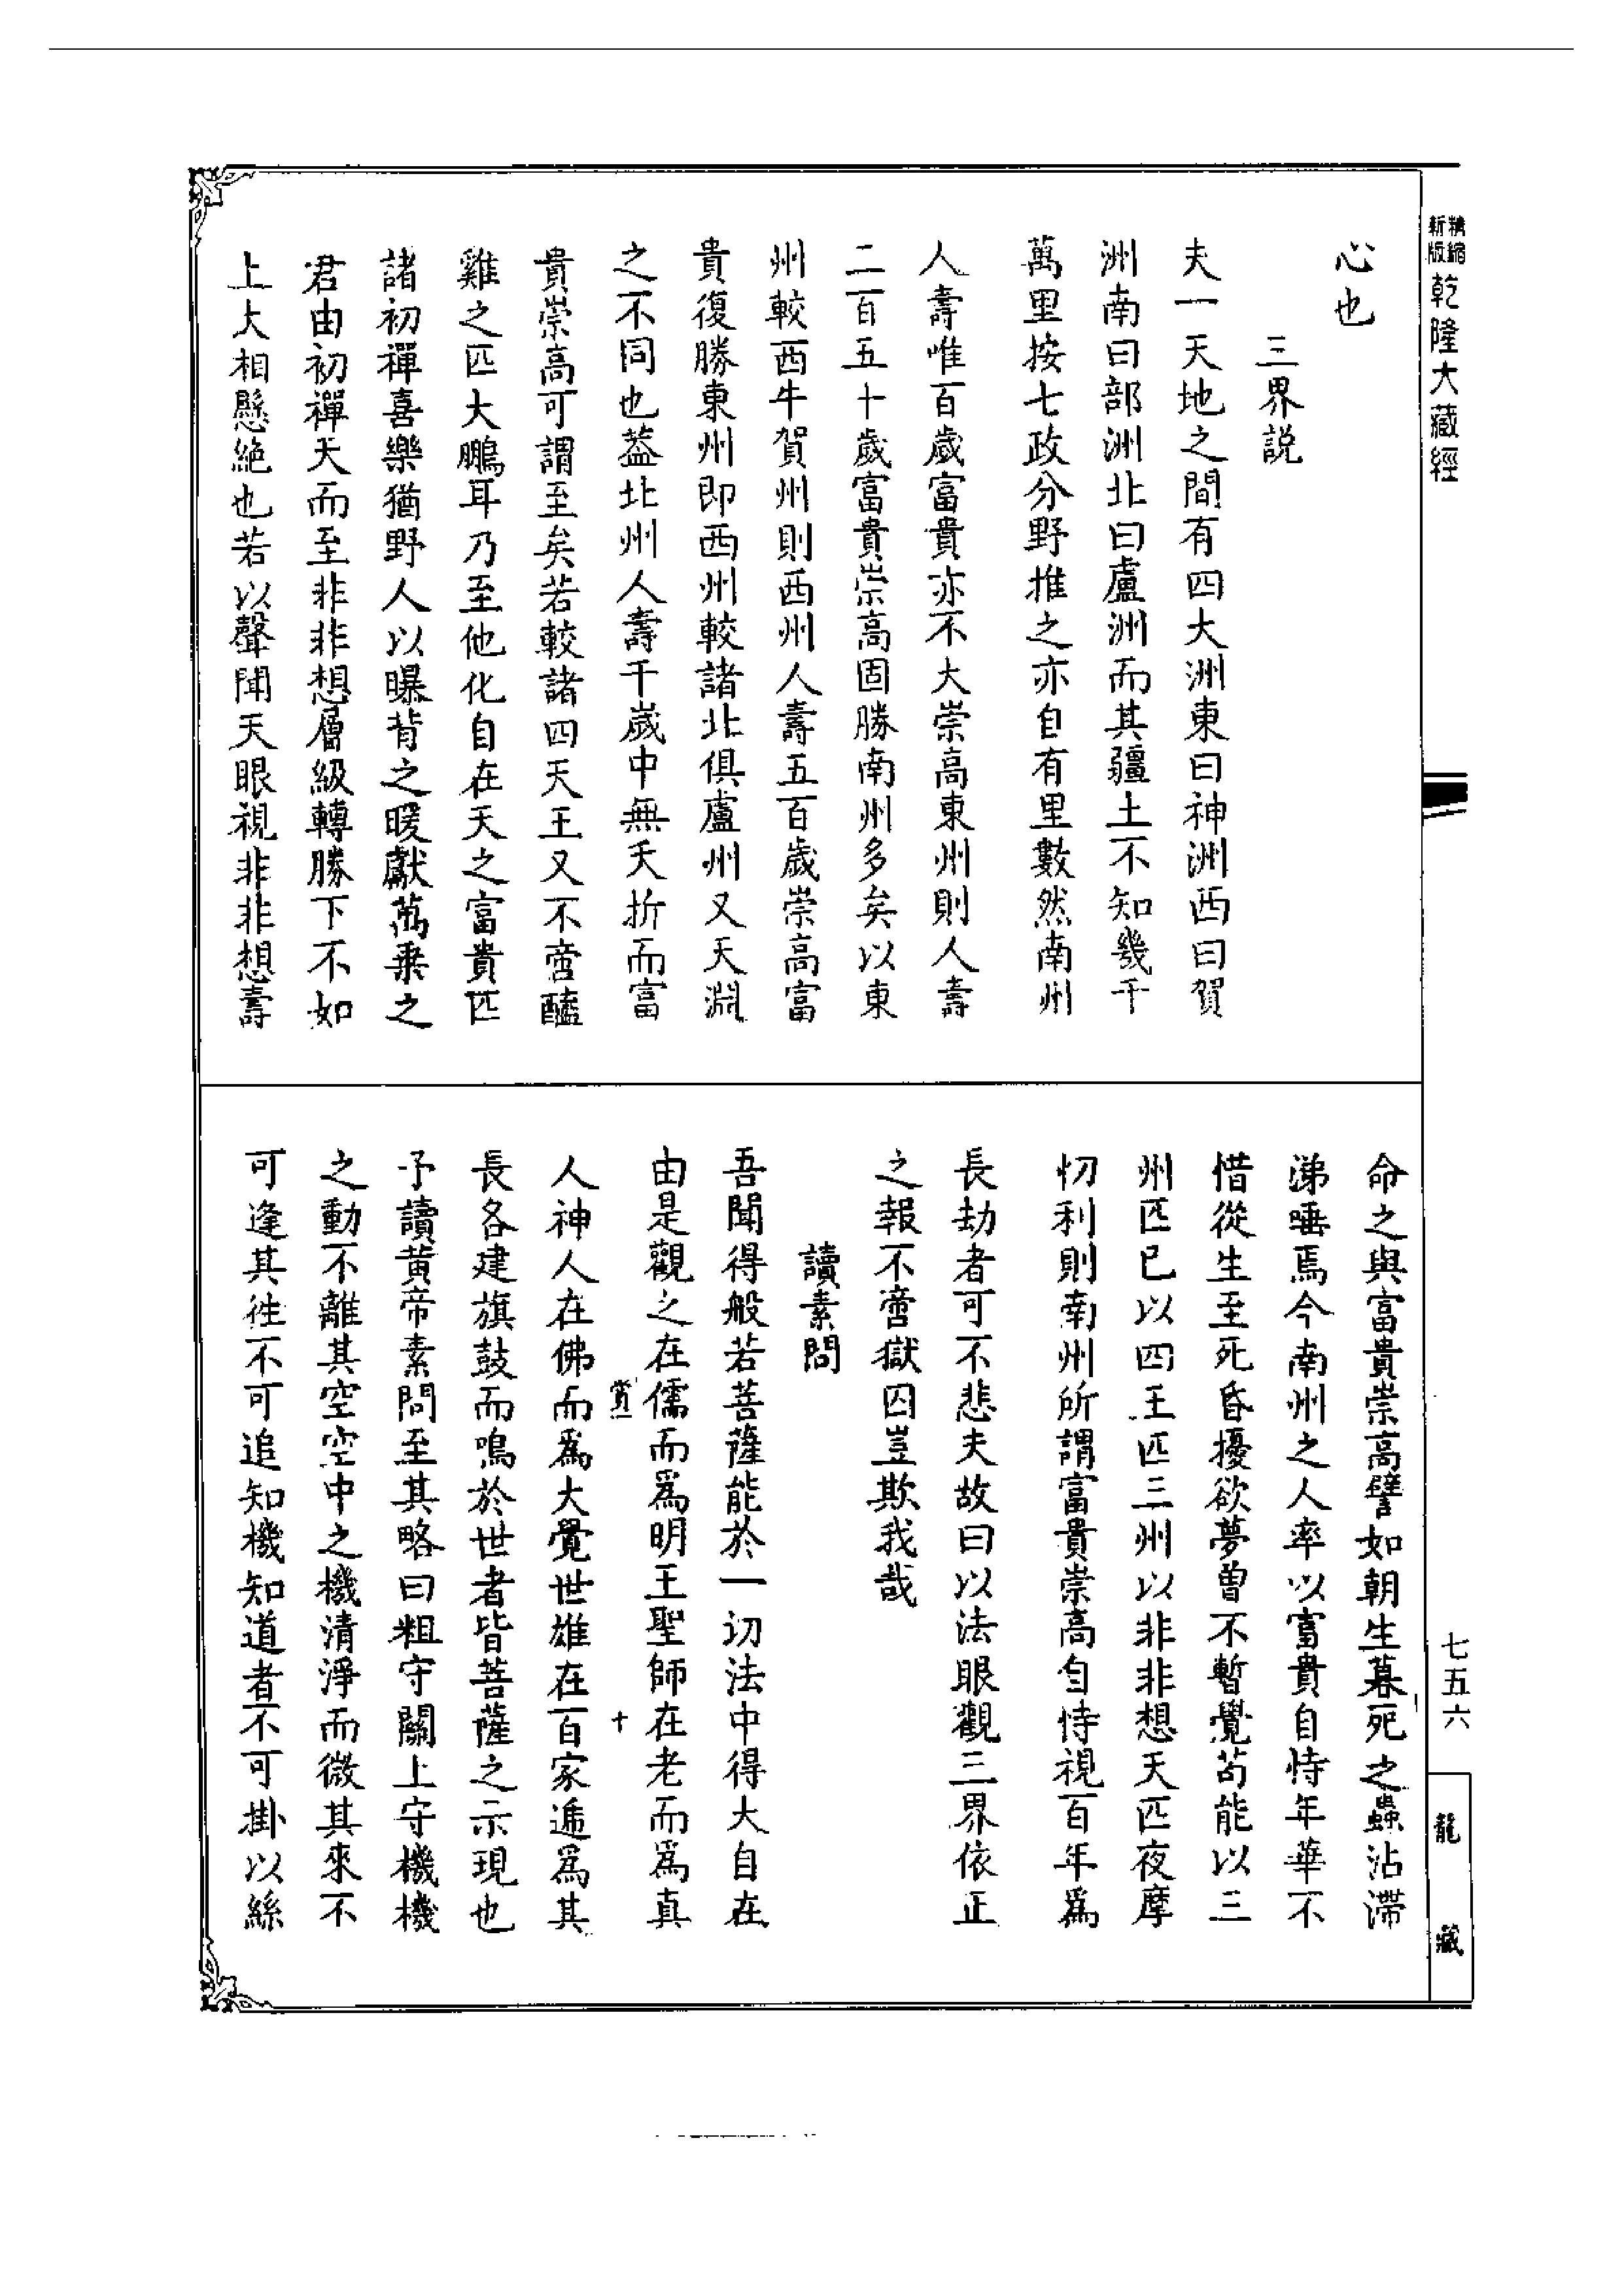 精縮
新版
乾隆大藏經
心也
三界説
夫一天地之間有四大洲東曰神洲西曰賀
洲南曰部洲北曰盧洲而其疆土不知幾千
萬里按七政分野推之亦自有里數然南州
人壽唯百歲富貴亦不大崇高東州則人壽
二百五十歲富貴崇高固勝南州多矣以東
州較西牛賀州則西州人壽五百歲崇高富
貴復勝東州即西州較諸北俱盧州又天淵
之不同也葢北州人壽千歲中無夭折而富
貴崇高可謂至矣若較諸四天王又不啻醯
雞之匹大鵬耳乃至他化自在天之富貴匹
諸初禪喜樂猶野人以曝背之暖獻萬乗之
君由初禪天而至非非想層級轉勝下不如
上大相懸絶也若以聲聞天眼視非非想壽
命之與富貴崇高譬如朝生暮死之蟲沾滯
涕唾焉今南州之人率以富貴自恃年華不
惜從生至死昏擾欲夢曽不暫覺茍能以三
州匹已以四王匹三州以非非想天匹夜摩
忉利則南州所謂富貴崇高自恃視百年爲
長劫者可不悲夫故曰以法眼觀三界依正
之報不啻獄囚豈欺我哉
讀素問
吾聞得般若菩薩能於一切法中得大自在
由是觀之在儒而爲明王聖師在老而爲真
十
人神人在佛而爲大覺世雄在百家逓爲其
長各建旗鼓而鳴於世者皆菩薩之示現也
予讀黄帝素問至其略曰粗守關上守機機
之動不離其空空中之機清淨而微其來不
可逢其徃不可追知機知道者不可掛以絲
七五六
龍藏